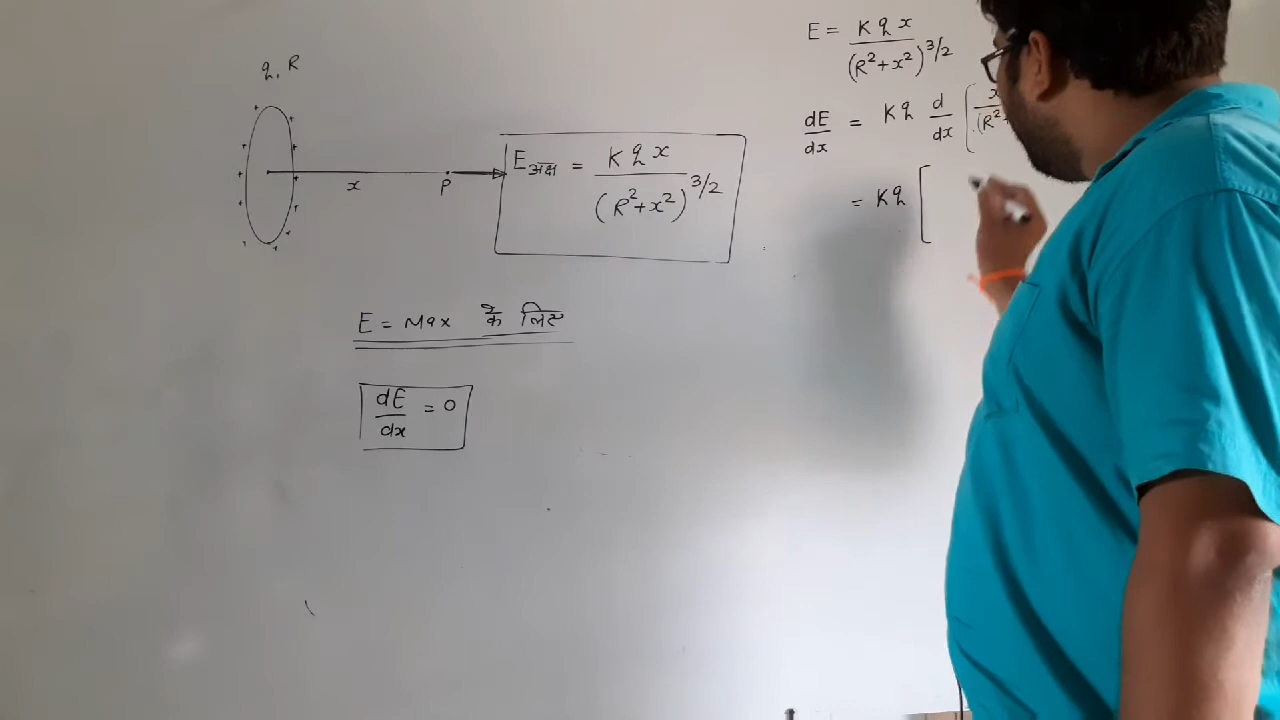 q, R
x
P
E अक्ष = K q x / (R²+x²)^3/2
E = Max के लिए
dE/dx = 0
E = K q x / (R²+x²)^3/2
dE/dx = Kq d/dx [ x / (R²
= Kq [